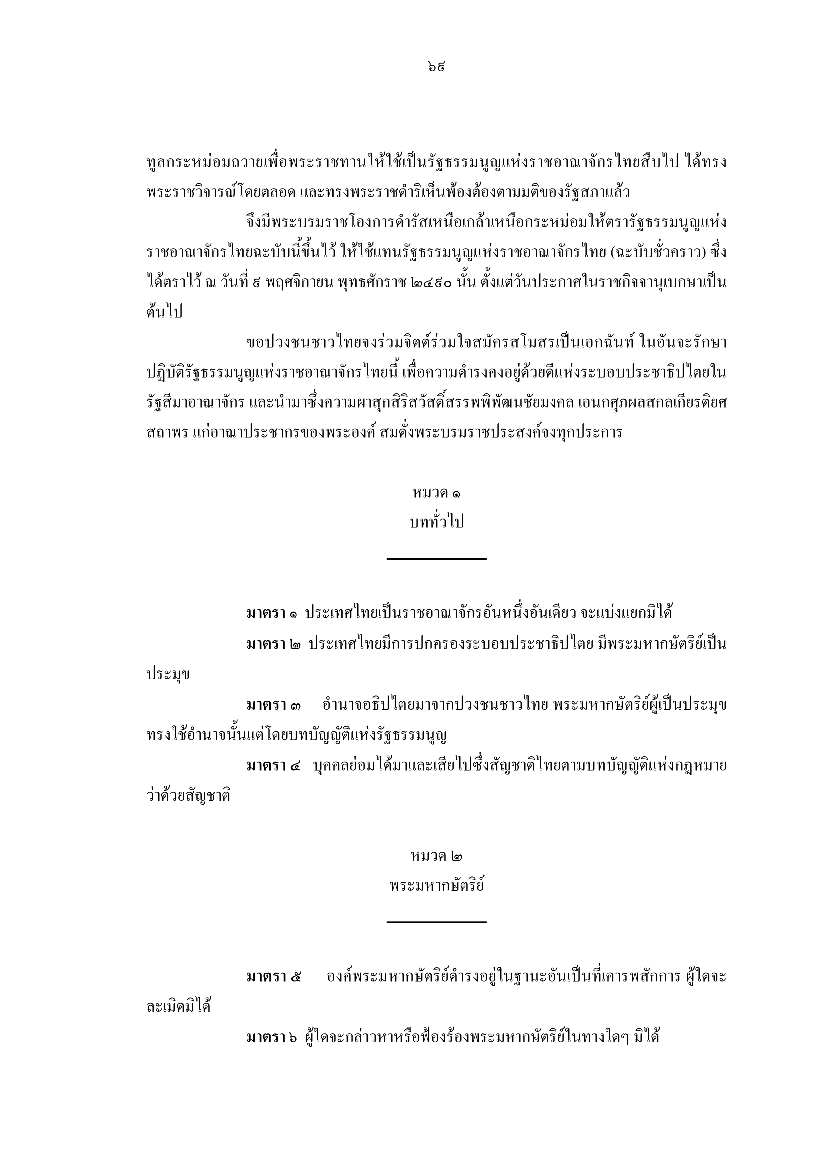 ๖๙
ทูลกระหม่อมถวายเพื่อพระราชทานให้ใช้เป็นรัฐธรรมนูญแห่งราชอาณาจักรไทยสืบไป ได้ทรง
พระราชวิจารณ์โดยตลอด และทรงพระราชดำริเห็นพ้องต้องตามมติของรัฐสภาแล้ว
จึงมีพระบรมราชโองการดำรัสเหนือเกล้าเหนือกระหม่อมให้ตรารัฐธรรมนูญแห่ง
ราชอาณาจักรไทยฉะบับนี้ขึ้นไว้ ให้ใช้แทนรัฐธรรมนูญแห่งราชอาณาจักรไทย (ฉะบับชั่วคราว) ซึ่ง
ได้ตราไว้ ณ วันที่ ๙ พฤศจิกายน พุทธศักราช ๒๔๙๐ นั้น ตั้งแต่วันประกาศในราชกิจจานุเบกษาเป็น
ต้นไป
ขอปวงชนชาวไทยจงร่วมจิตต์ร่วมใจสมัครสโมสรเป็นเอกฉันท์ ในอันจะรักษา
ปฏิบัติรัฐธรรมนูญแห่งราชอาณาจักรไทยนี้ เพื่อความดำรงคงอยู่ด้วยดีแห่งระบอบประชาธิปไตยใน
รัฐสีมาอาณาจักร และนำมาซึ่งความผาสุกสิริสวัสดิ์สรรพพิพัฒนชัยมงคล เอนกศุภผลสกลเกียรติยศ
สถาพร แก่อาณาประชากรของพระองค์ สมดั่งพระบรมราชประสงค์จงทุกประการ
หมวด ๑
บททั่วไป
มาตรา ๑ ประเทศไทยเป็นราชอาณาจักรอันหนึ่งอันเดียว จะแบ่งแยกมิได้
มาตรา ๒ ประเทศไทยมีการปกครองระบอบประชาธิปไตย มีพระมหากษัตริย์เป็น
ประมุข
มาตรา ๓ อำนาจอธิปไตยมาจากปวงชนชาวไทย พระมหากษัตริย์ผู้เป็นประมุข
ทรงใช้อำนาจนั้นแต่โดยบทบัญญัติแห่งรัฐธรรมนูญ
มาตรา ๔ บุคคลย่อมได้มาและเสียไปซึ่งสัญชาติไทยตามบทบัญญัติแห่งกฎหมาย
ว่าด้วยสัญชาติ
หมวด ๒
พระมหากษัตริย์
มาตรา ๕ องค์พระมหากษัตริย์ดำรงอยู่ในฐานะอันเป็นที่เคารพสักการ ผู้ใดจะ
ละเมิดมิได้
มาตรา ๖ ผู้ใดจะกล่าวหาหรือฟ้องร้องพระมหากษัตริย์ในทางใดๆ มิได้